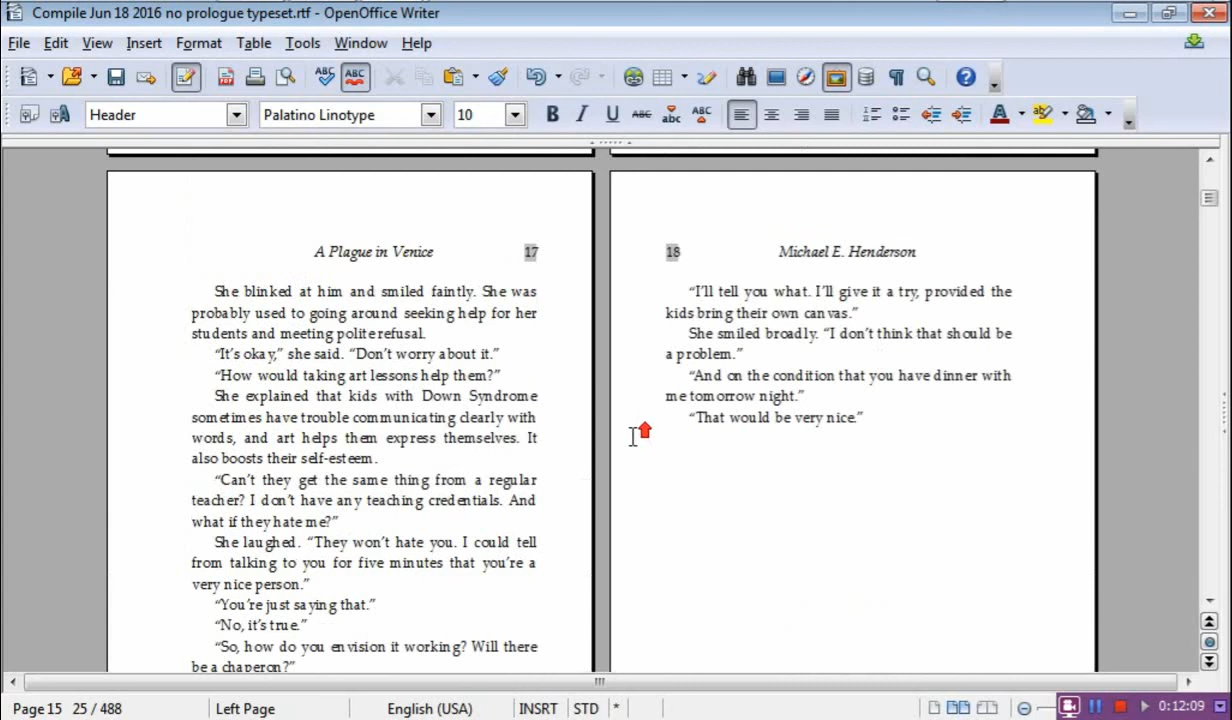 Compile Jun 18 2016 no prologue typeset.rtf - OpenOffice Writer
File Edit View Insert Format Table Tools Window Help
ABC ABC
Header Palatino Linotype 10 B I U ABC abc ABC A
A Plague in Venice 17
She blinked at him and smiled faintly. She was
probably used to going around seeking help for her
students and meeting polite refusal.
“It’s okay,” she said. “Don’t worry about it.”
“How would taking art lessons help them?”
She explained that kids with Down Syndrome
sometimes have trouble communicating clearly with
words, and art helps them express themselves. It
also boosts their self-esteem.
“Can’t they get the same thing from a regular
teacher? I don’t have any teaching credentials. And
what if they hate me?”
She laughed. “They won’t hate you. I could tell
from talking to you for five minutes that you’re a
very nice person.”
“You’re just saying that.”
“No, it’s true.”
“So, how do you envision it working? Will there
be a chaperon?”
18 Michael E. Henderson
“I’ll tell you what. I’ll give it a try, provided the
kids bring their own canvas.”
She smiled broadly. “I don’t think that should be
a problem.”
“And on the condition that you have dinner with
me tomorrow night.”
“That would be very nice.”
Page 15 25 / 488 Left Page English (USA) INSRT STD * 0:12:09